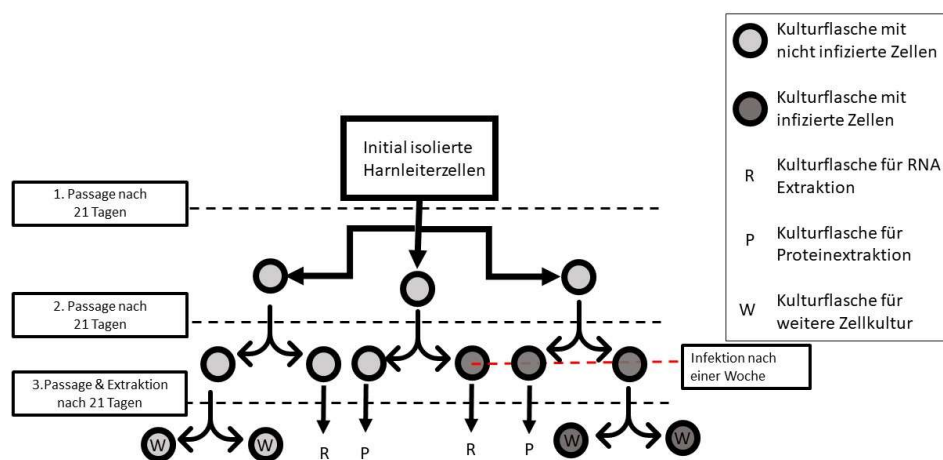 Kulturflasche mit
nicht infizierte Zellen
Kulturflasche mit
infizierte Zellen
R
Kulturflasche für RNA
Extraktion
P
Kulturflasche für
Proteinextraktion
W
Kulturflasche für
weitere Zellkultur
Initial isolierte
Harnleiterzellen
1. Passage nach
21 Tagen
2. Passage nach
21 Tagen
Infektion nach
einer Woche
3.Passage & Extraktion
nach 21 Tagen
W W R P R P W W